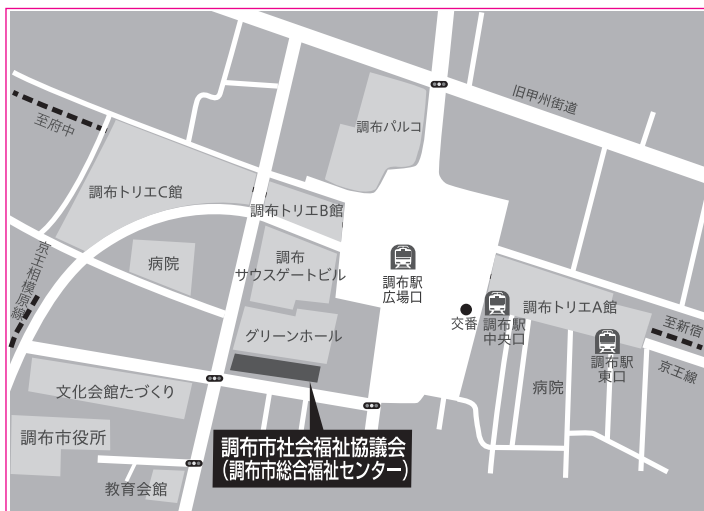 旧甲州街道
至府中
調布パルコ
調布トリエC館
調布トリエB館
病院
調布
サウスゲートビル
調布駅
広場口
京王相模原線
グリーンホール
交番
調布駅
中央口
調布トリエA館
至新宿
調布駅
東口
京王線
文化会館たづくり
病院
調布市役所
調布市社会福祉協議会
(調布市総合福祉センター)
教育会館